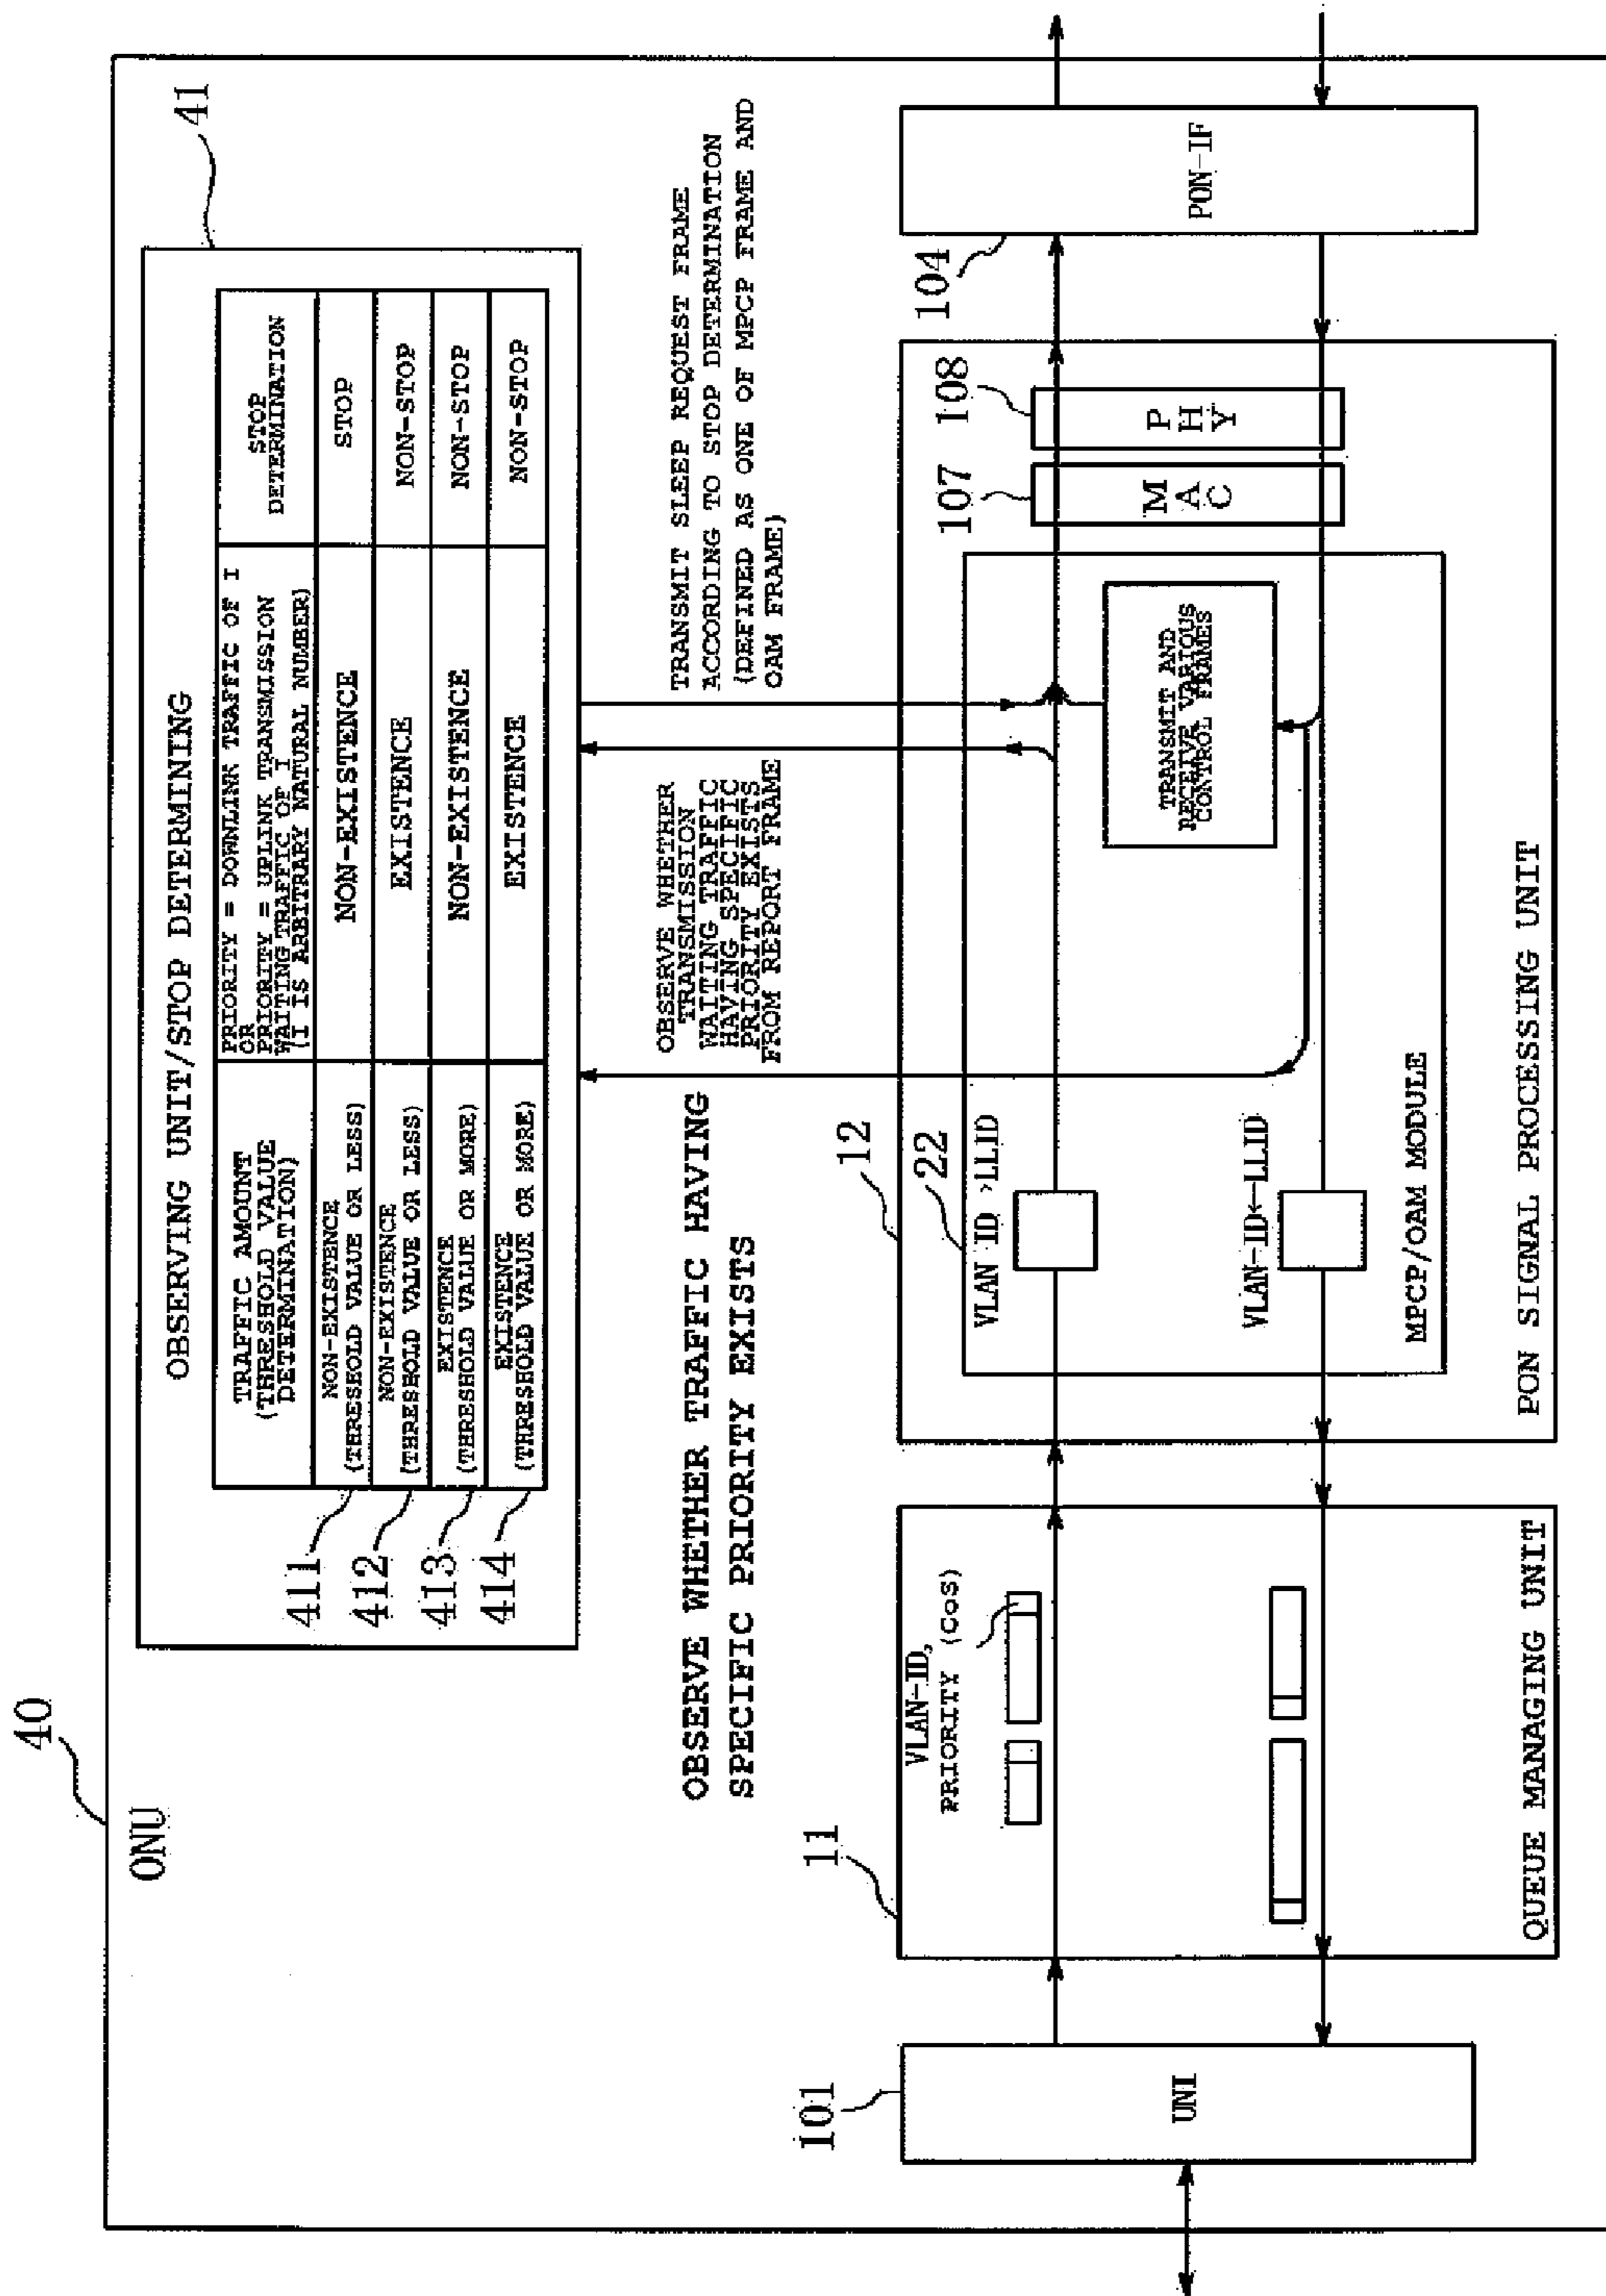 40
ONU
41
OBSERVING UNIT/STOP DETERMINING
TRAFFIC AMOUNT
(THRESHOLD VALUE
DETERMINATION)
PRIORITY = DOWNLINK TRAFFIC OF I
OR
PRIORITY = UPLINK TRANSMISSION
WAITING TRAFFIC OF I
(I IS ARBITRARY NATURAL NUMBER)
STOP
DETERMINATION
411
NON-EXISTENCE
(THRESHOLD VALUE OR LESS)
NON-EXISTENCE
STOP
412
NON-EXISTENCE
(THRESHOLD VALUE OR LESS)
EXISTENCE
NON-STOP
413
EXISTENCE
(THRESHOLD VALUE OR MORE)
NON-EXISTENCE
NON-STOP
414
EXISTENCE
(THRESHOLD VALUE OR MORE)
EXISTENCE
NON-STOP
OBSERVE WHETHER TRAFFIC HAVING
SPECIFIC PRIORITY EXISTS
OBSERVE WHETHER
TRANSMISSION
WAITING TRAFFIC
HAVING SPECIFIC
PRIORITY EXISTS
FROM REPORT FRAME
TRANSMIT SLEEP REQUEST FRAME
ACCORDING TO STOP DETERMINATION
(DEFINED AS ONE OF MPCP FRAME AND
OAM FRAME)
101
UNI
11
VLAN-ID,
PRIORITY (CoS)
QUEUE MANAGING UNIT
12
22
VLAN ID >LLID
VLAN-ID←LLID
MPCP/OAM MODULE
TRANSMIT AND
RECEIVE VARIOUS
CONTROL FRAMES
107
MAC
108
PHY
PON SIGNAL PROCESSING UNIT
104
PON-IF